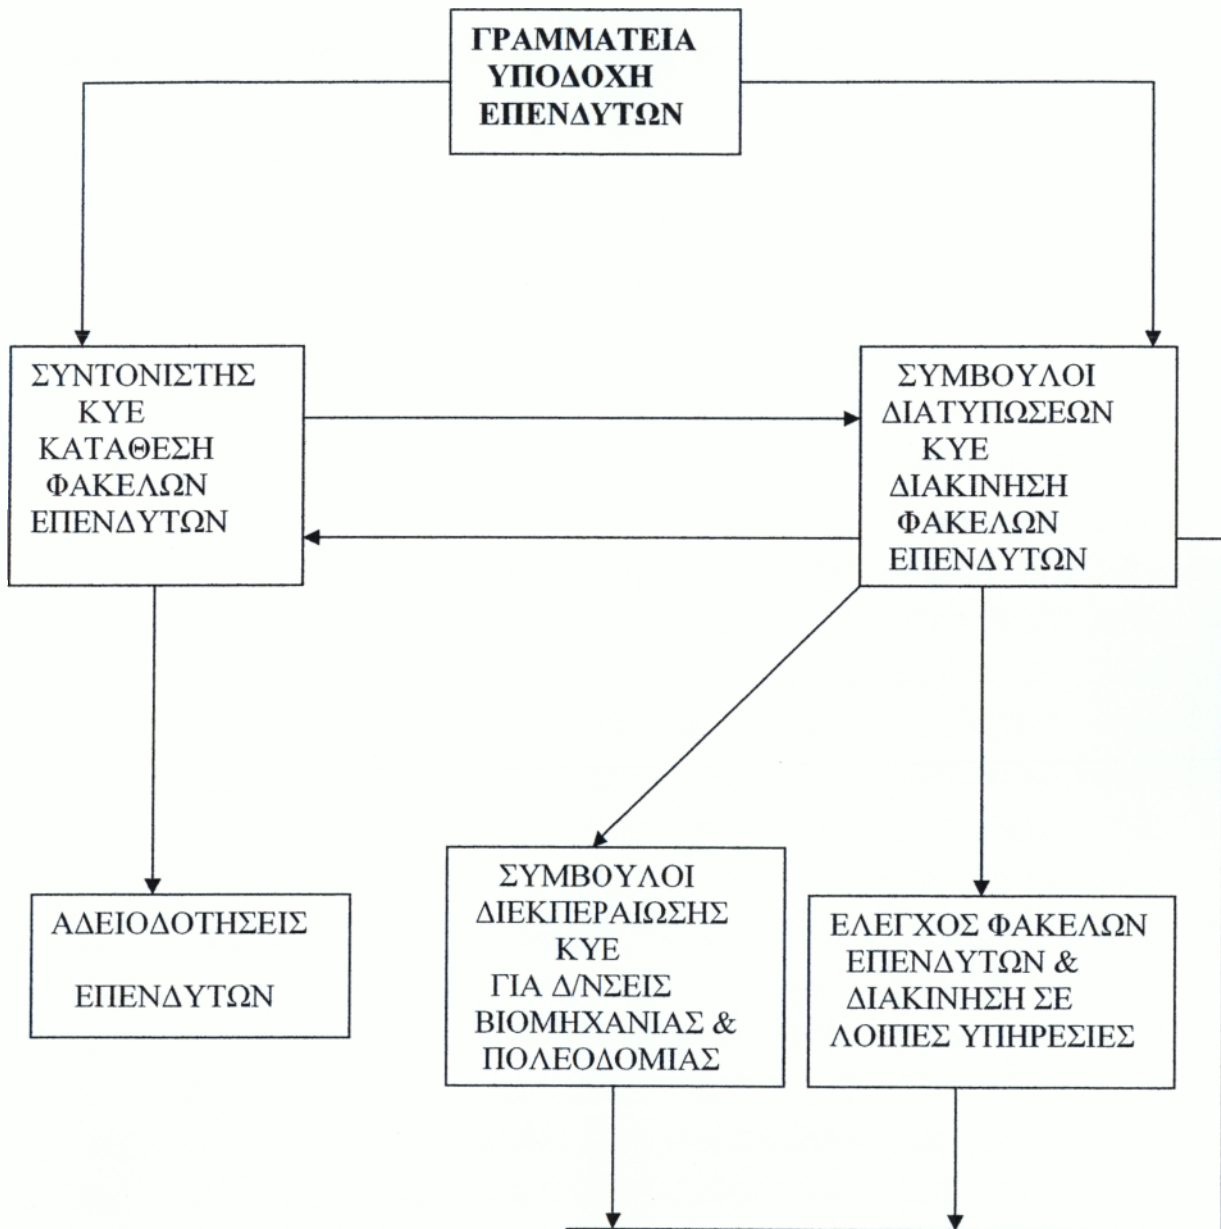 ΓΡΑΜΜΑΤΕΙΑ
ΥΠΟΔΟΧΗ
ΕΠΕΝΔΥΤΩΝ
ΣΥΝΤΟΝΙΣΤΗΣ
ΚΥΕ
ΚΑΤΑΘΕΣΗ
ΦΑΚΕΛΩΝ
ΕΠΕΝΔΥΤΩΝ
ΣΥΜΒΟΥΛΟΙ
ΔΙΑΤΥΠΩΣΕΩΝ
ΚΥΕ
ΔΙΑΚΙΝΗΣΗ
ΦΑΚΕΛΩΝ
ΕΠΕΝΔΥΤΩΝ
ΑΔΕΙΟΔΟΤΗΣΕΙΣ
ΕΠΕΝΔΥΤΩΝ
ΣΥΜΒΟΥΛΟΙ
ΔΙΕΚΠΕΡΑΙΩΣΗΣ
ΚΥΕ
ΓΙΑ Δ/ΝΣΕΙΣ
ΒΙΟΜΗΧΑΝΙΑΣ &
ΠΟΛΕΟΔΟΜΙΑΣ
ΕΛΕΓΧΟΣ ΦΑΚΕΛΩΝ
ΕΠΕΝΔΥΤΩΝ &
ΔΙΑΚΙΝΗΣΗ ΣΕ
ΛΟΙΠΕΣ ΥΠΗΡΕΣΙΕΣ